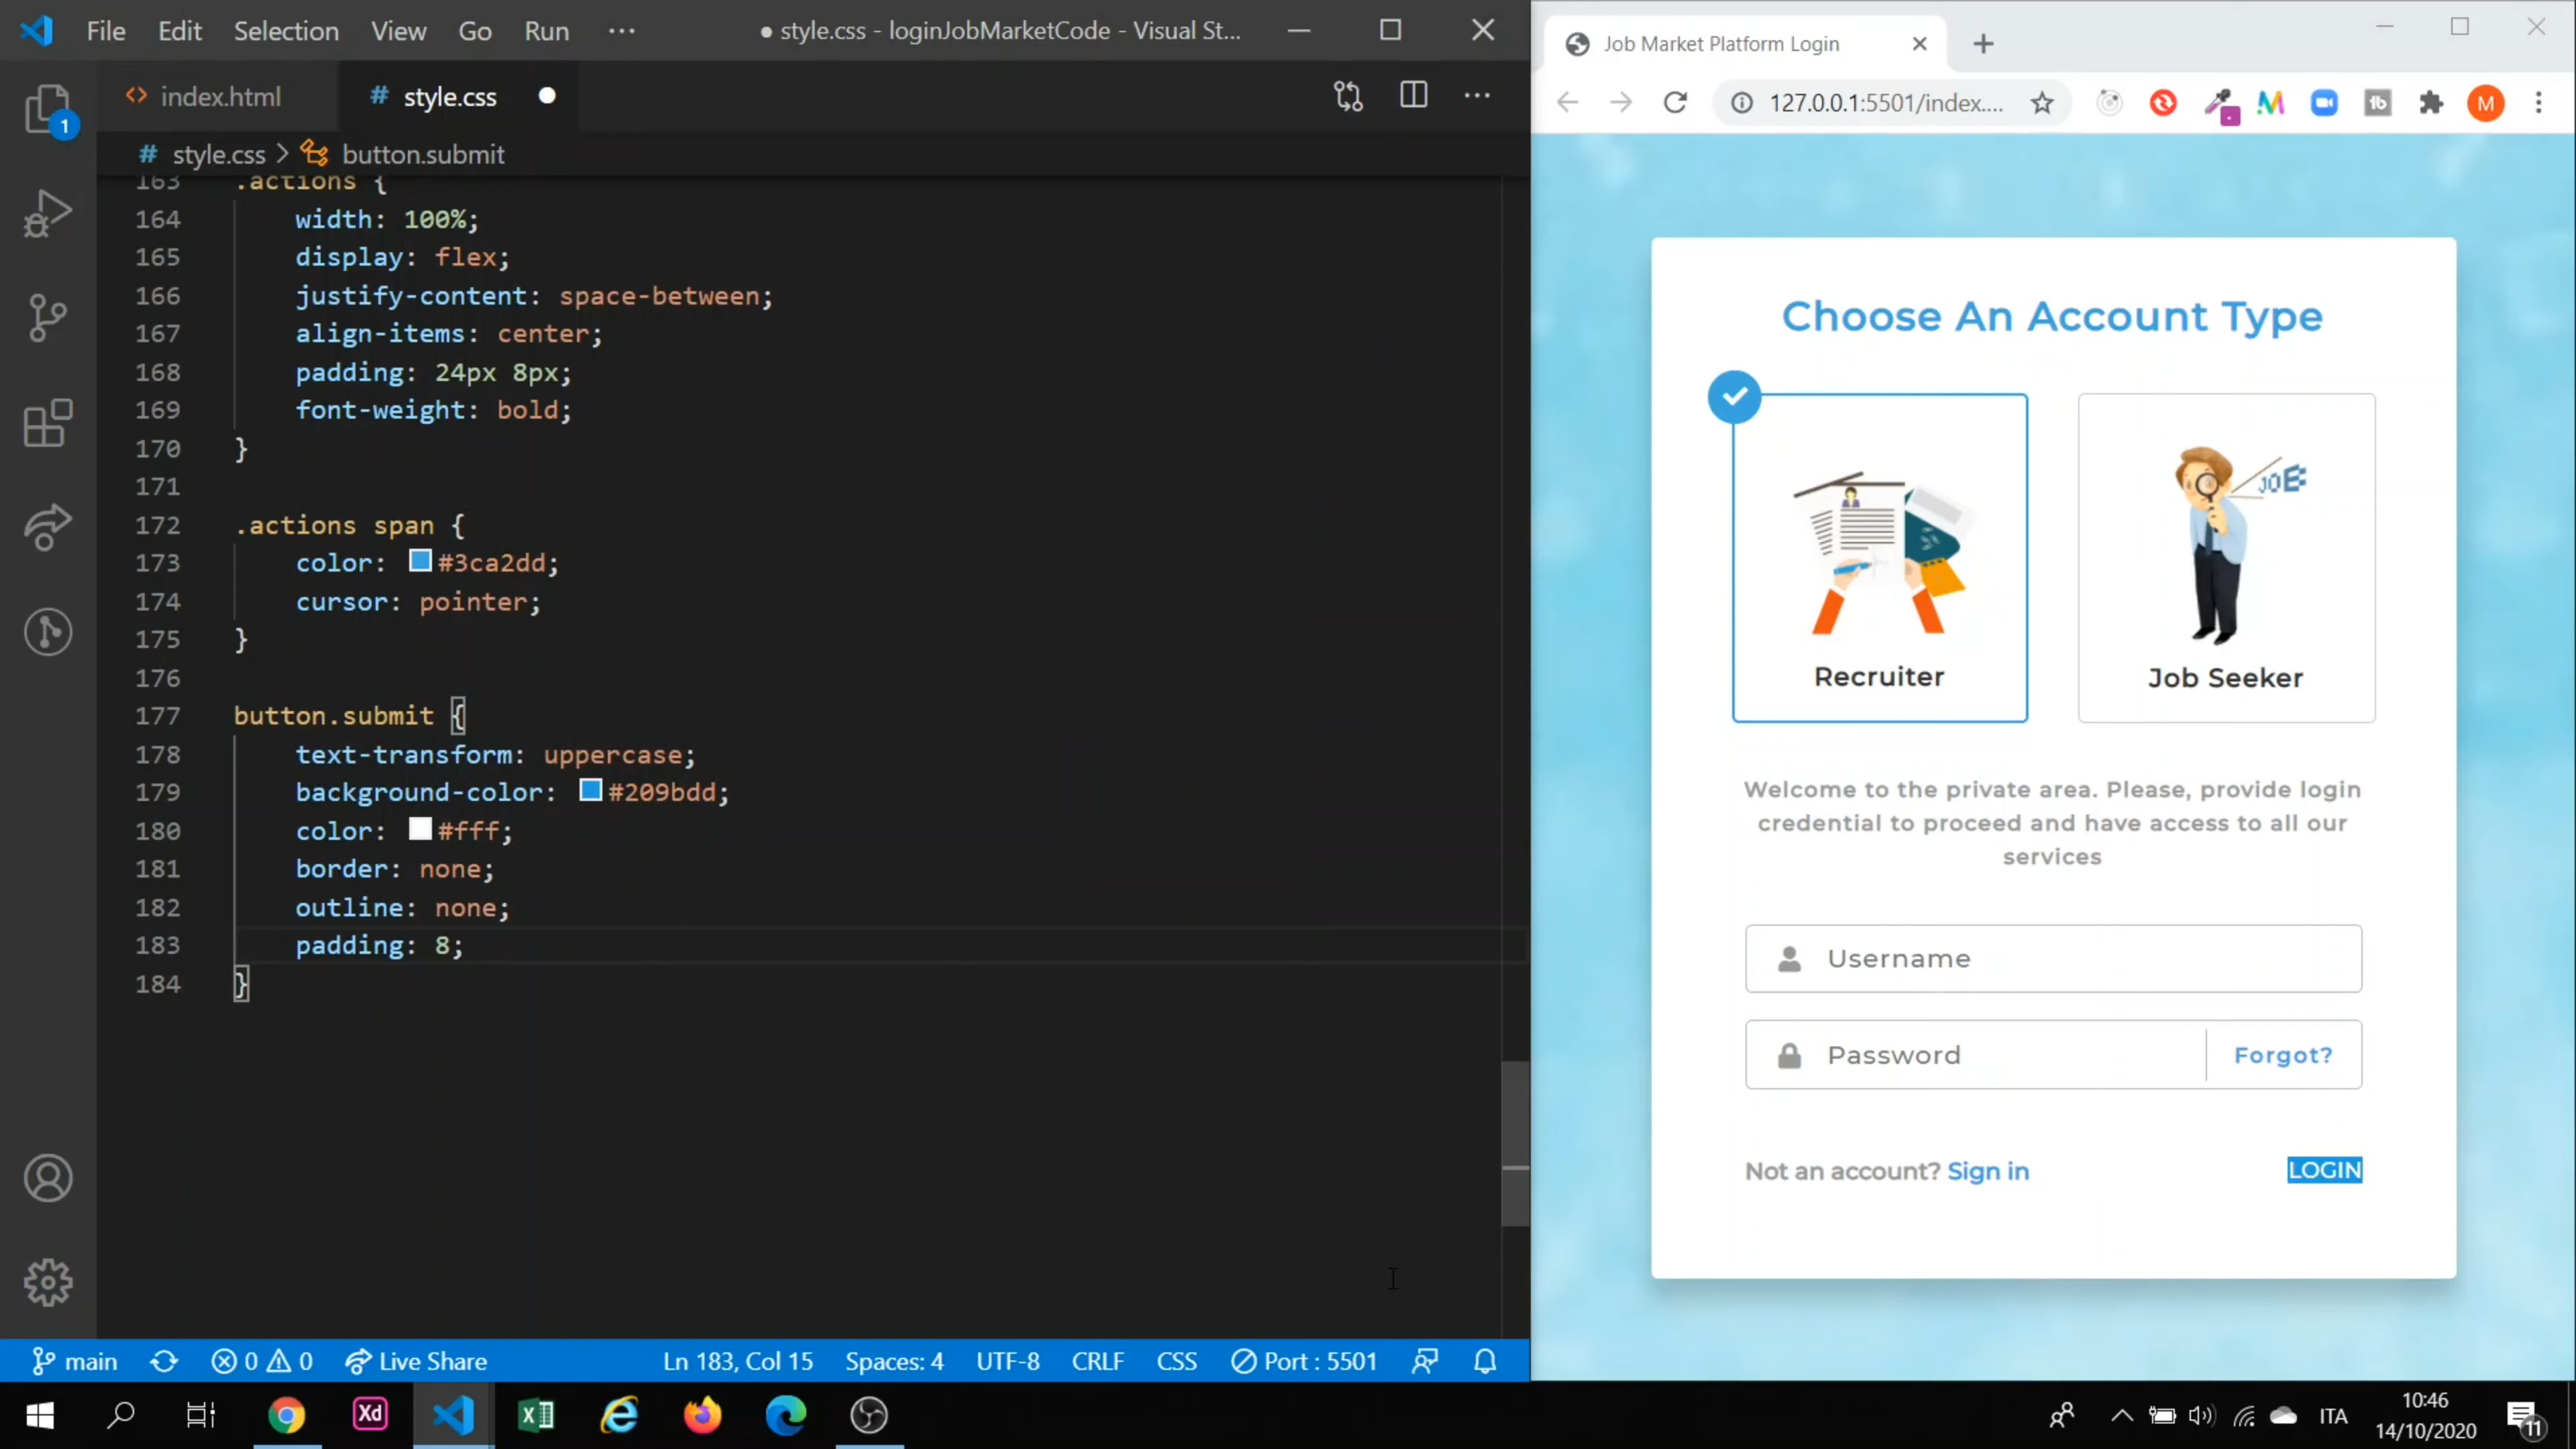 File Edit Selection View Go Run ···
● style.css - loginJobMarketCode - Visual St...
index.html
# style.css
1
# style.css > button.submit
163 .actions {
164 width: 100%;
165 display: flex;
166 justify-content: space-between;
167 align-items: center;
168 padding: 24px 8px;
169 font-weight: bold;
170 }
171
172 .actions span {
173 color: #3ca2dd;
174 cursor: pointer;
175 }
176
177 button.submit {
178 text-transform: uppercase;
179 background-color: #209bdd;
180 color: #fff;
181 border: none;
182 outline: none;
183 padding: 8;
184 }
main 0 0 Live Share Ln 183, Col 15 Spaces: 4 UTF-8 CRLF CSS Port : 5501
Job Market Platform Login
127.0.0.1:5501/index....
M
Choose An Account Type
JOB
Recruiter
Job Seeker
Welcome to the private area. Please, provide login
credential to proceed and have access to all our
services
Username
Password
Forgot?
Not an account? Sign in
LOGIN
Xd
ITA
10:46
14/10/2020
11